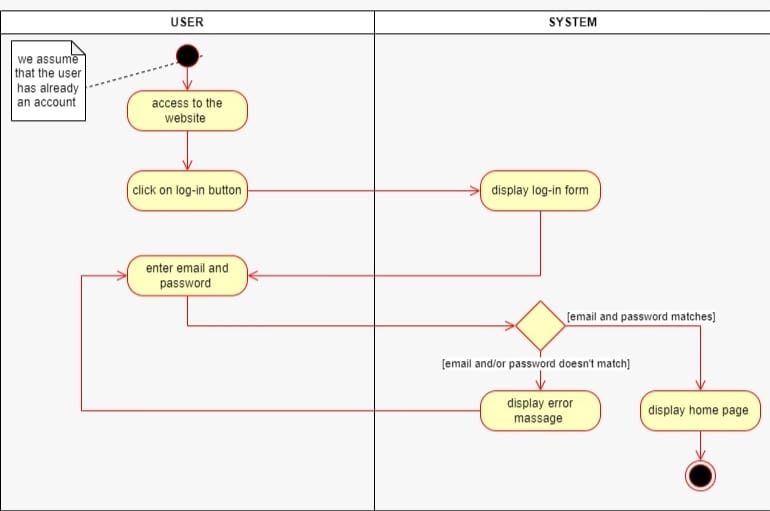 USER
SYSTEM
we assume
that the user
has already
an account
access to the
website
click on log-in button
display log-in form
enter email and
password
[email and password matches]
[email and/or password doesn't match]
display error
massage
display home page